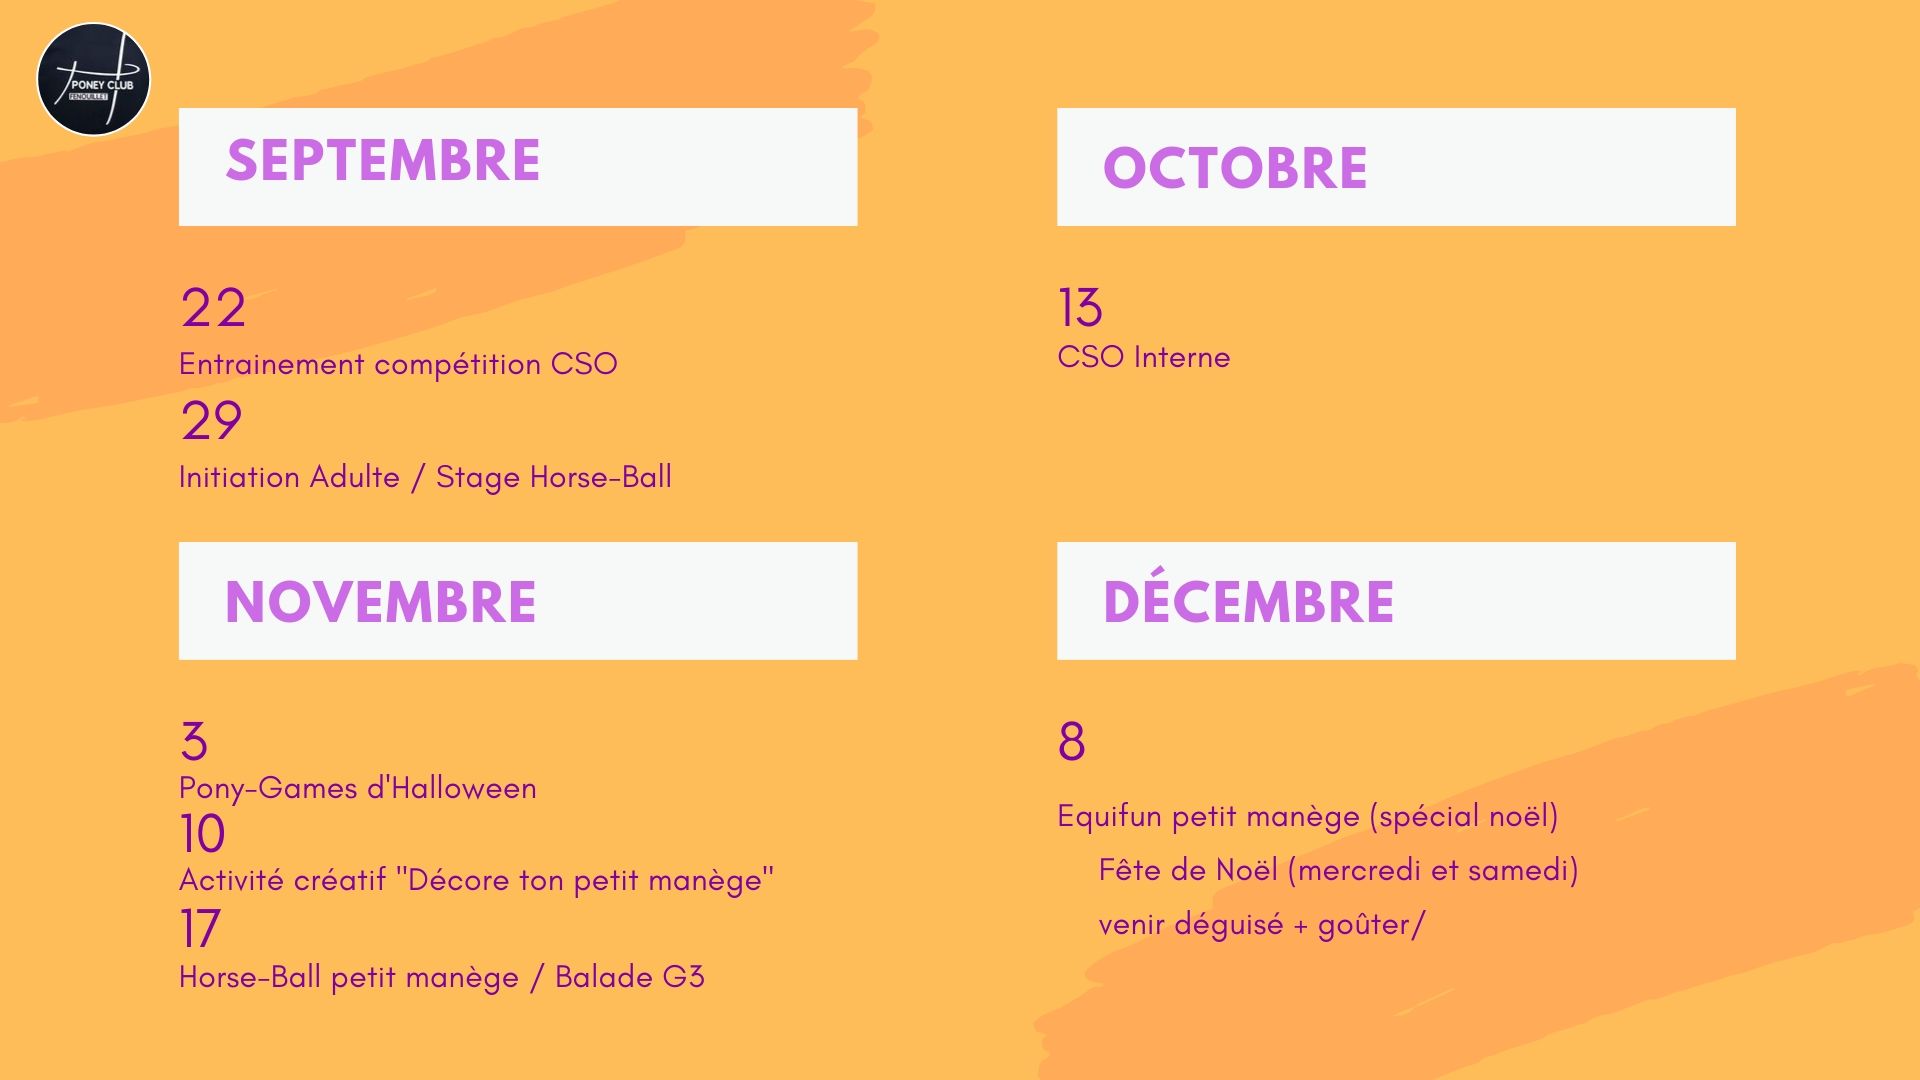 PONEY CLUB
FENOUILLET
SEPTEMBRE
22
Entrainement compétition CSO
29
Initiation Adulte / Stage Horse-Ball
OCTOBRE
13
CSO Interne
NOVEMBRE
3
Pony-Games d'Halloween
10
Activité créatif "Décore ton petit manège"
17
Horse-Ball petit manège / Balade G3
DÉCEMBRE
8
Equifun petit manège (spécial noël)
Fête de Noël (mercredi et samedi)
venir déguisé + goûter/